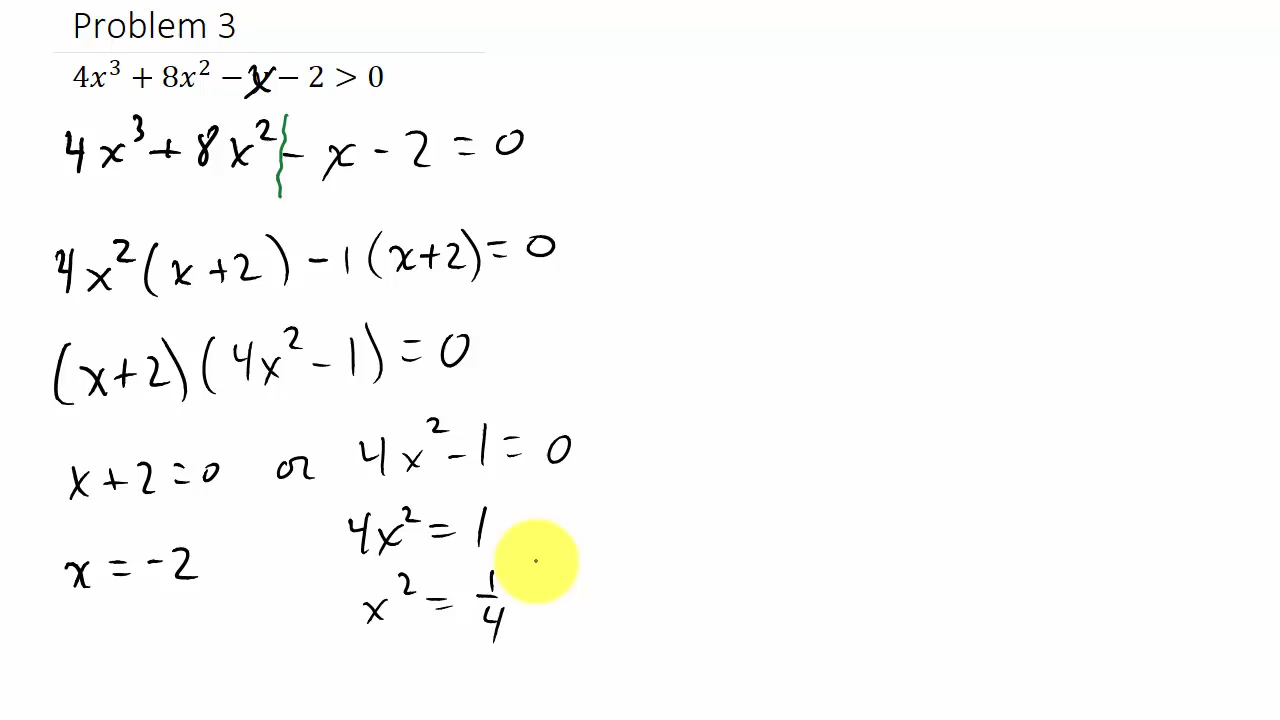 Problem 3
4x³ + 8x² − x − 2 > 0
4x³ + 8x² − x − 2 = 0
4x²(x+2) − 1(x+2) = 0
(x+2)(4x² − 1) = 0
x+2=0 or 4x² − 1 = 0
4x² = 1
x = −2
x² = 1/4